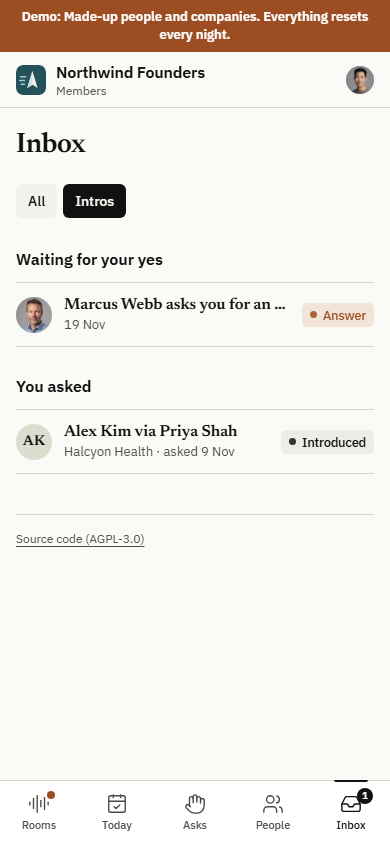 Demo: Made-up people and companies. Everything resets
every night.
Northwind Founders
Members
Inbox
All
Intros
Waiting for your yes
Marcus Webb asks you for an ...
19 Nov
Answer
You asked
AK
Alex Kim via Priya Shah
Halcyon Health · asked 9 Nov
Introduced
Source code (AGPL-3.0)
1
Rooms
Today
Asks
People
Inbox